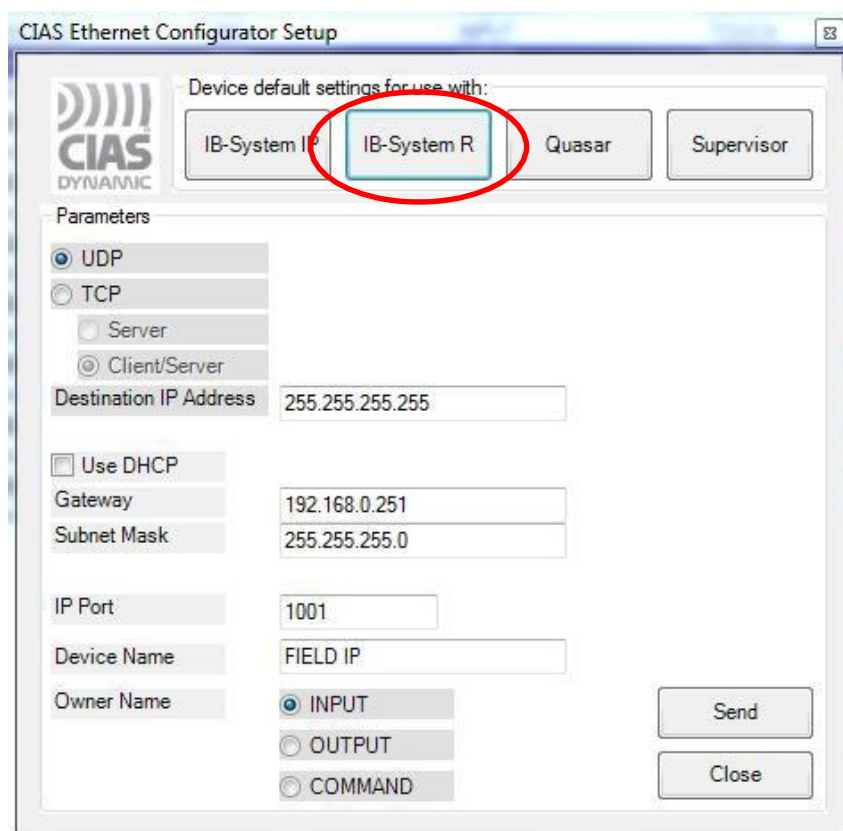 CIAS Ethernet Configurator Setup
CIAS
DYNAMIC
Device default settings for use with:
IB-System IP
IB-System R
Quasar
Supervisor
Parameters
UDP
TCP
Server
Client/Server
Destination IP Address 255.255.255.255
Use DHCP
Gateway 192.168.0.251
Subnet Mask 255.255.255.0
IP Port 1001
Device Name FIELD IP
Owner Name INPUT
OUTPUT
COMMAND
Send
Close